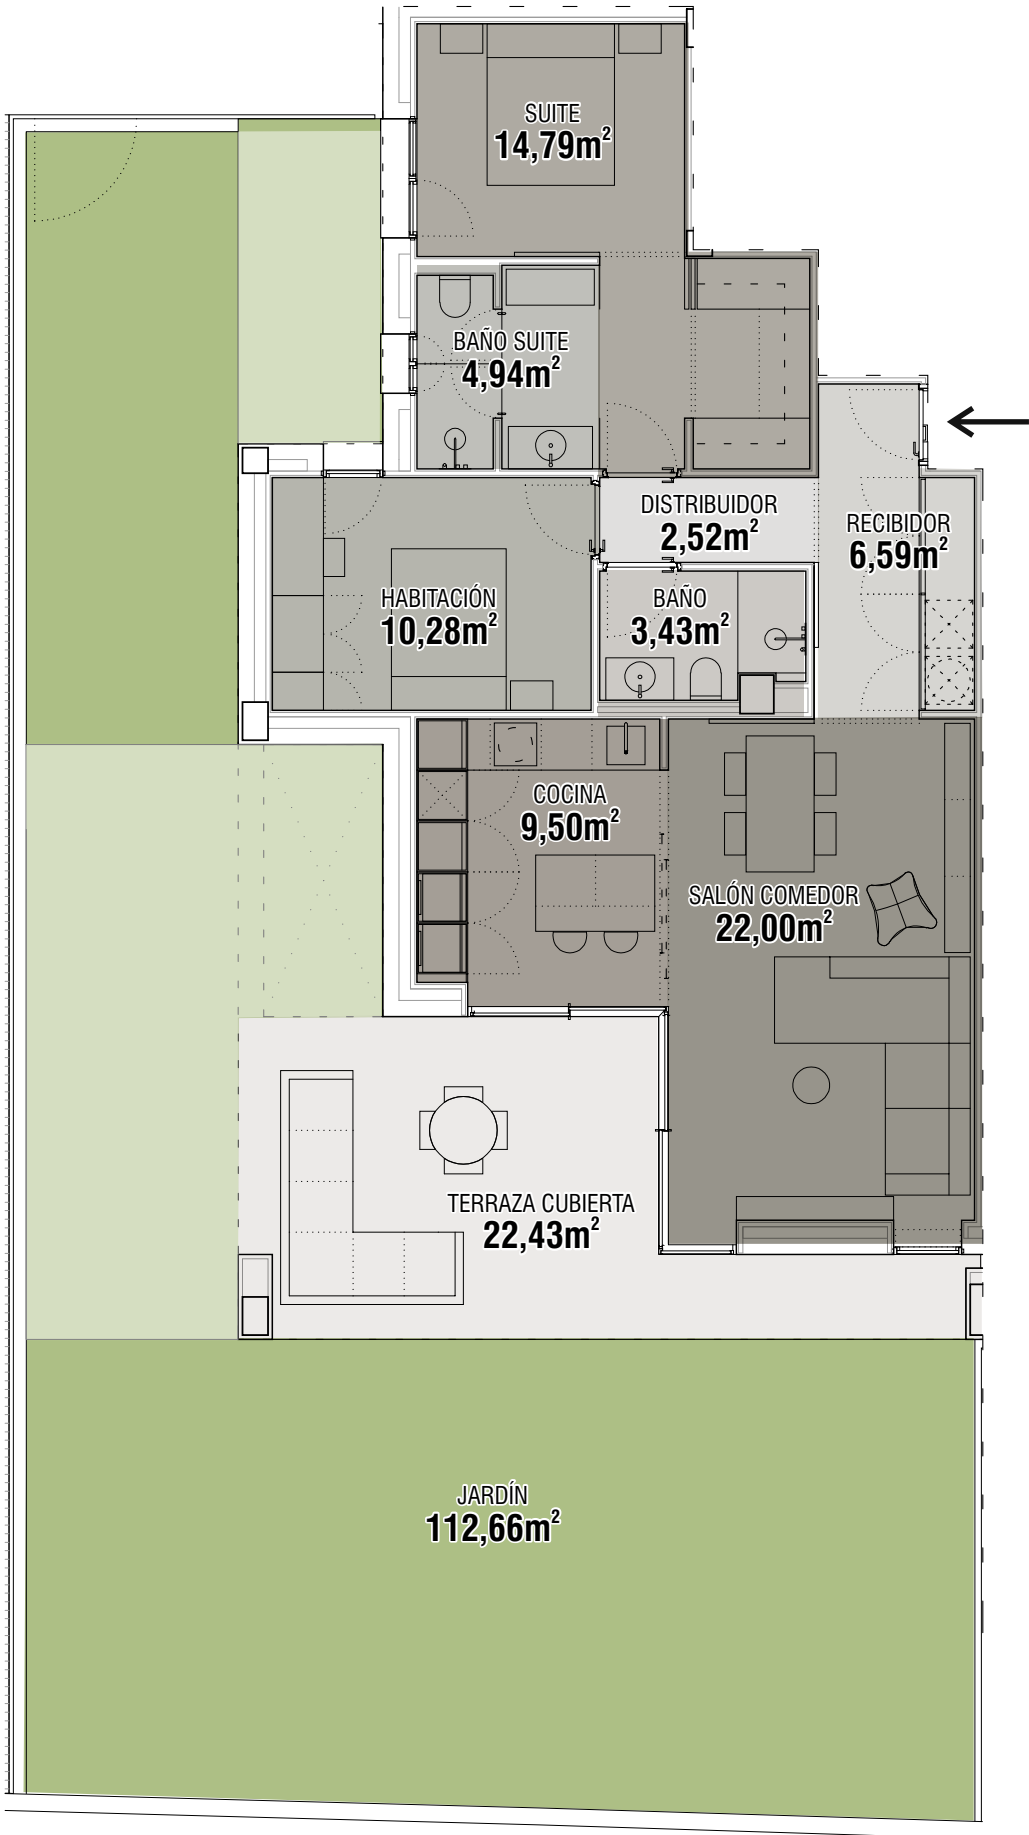 SUITE
14,79m²
BAÑO SUITE
4,94m²
DISTRIBUIDOR
2,52m²
RECIBIDOR
6,59m²
HABITACIÓN
10,28m²
BAÑO
3,43m²
COCINA
9,50m²
SALÓN COMEDOR
22,00m²
TERRAZA CUBIERTA
22,43m²
JARDÍN
112,66m²